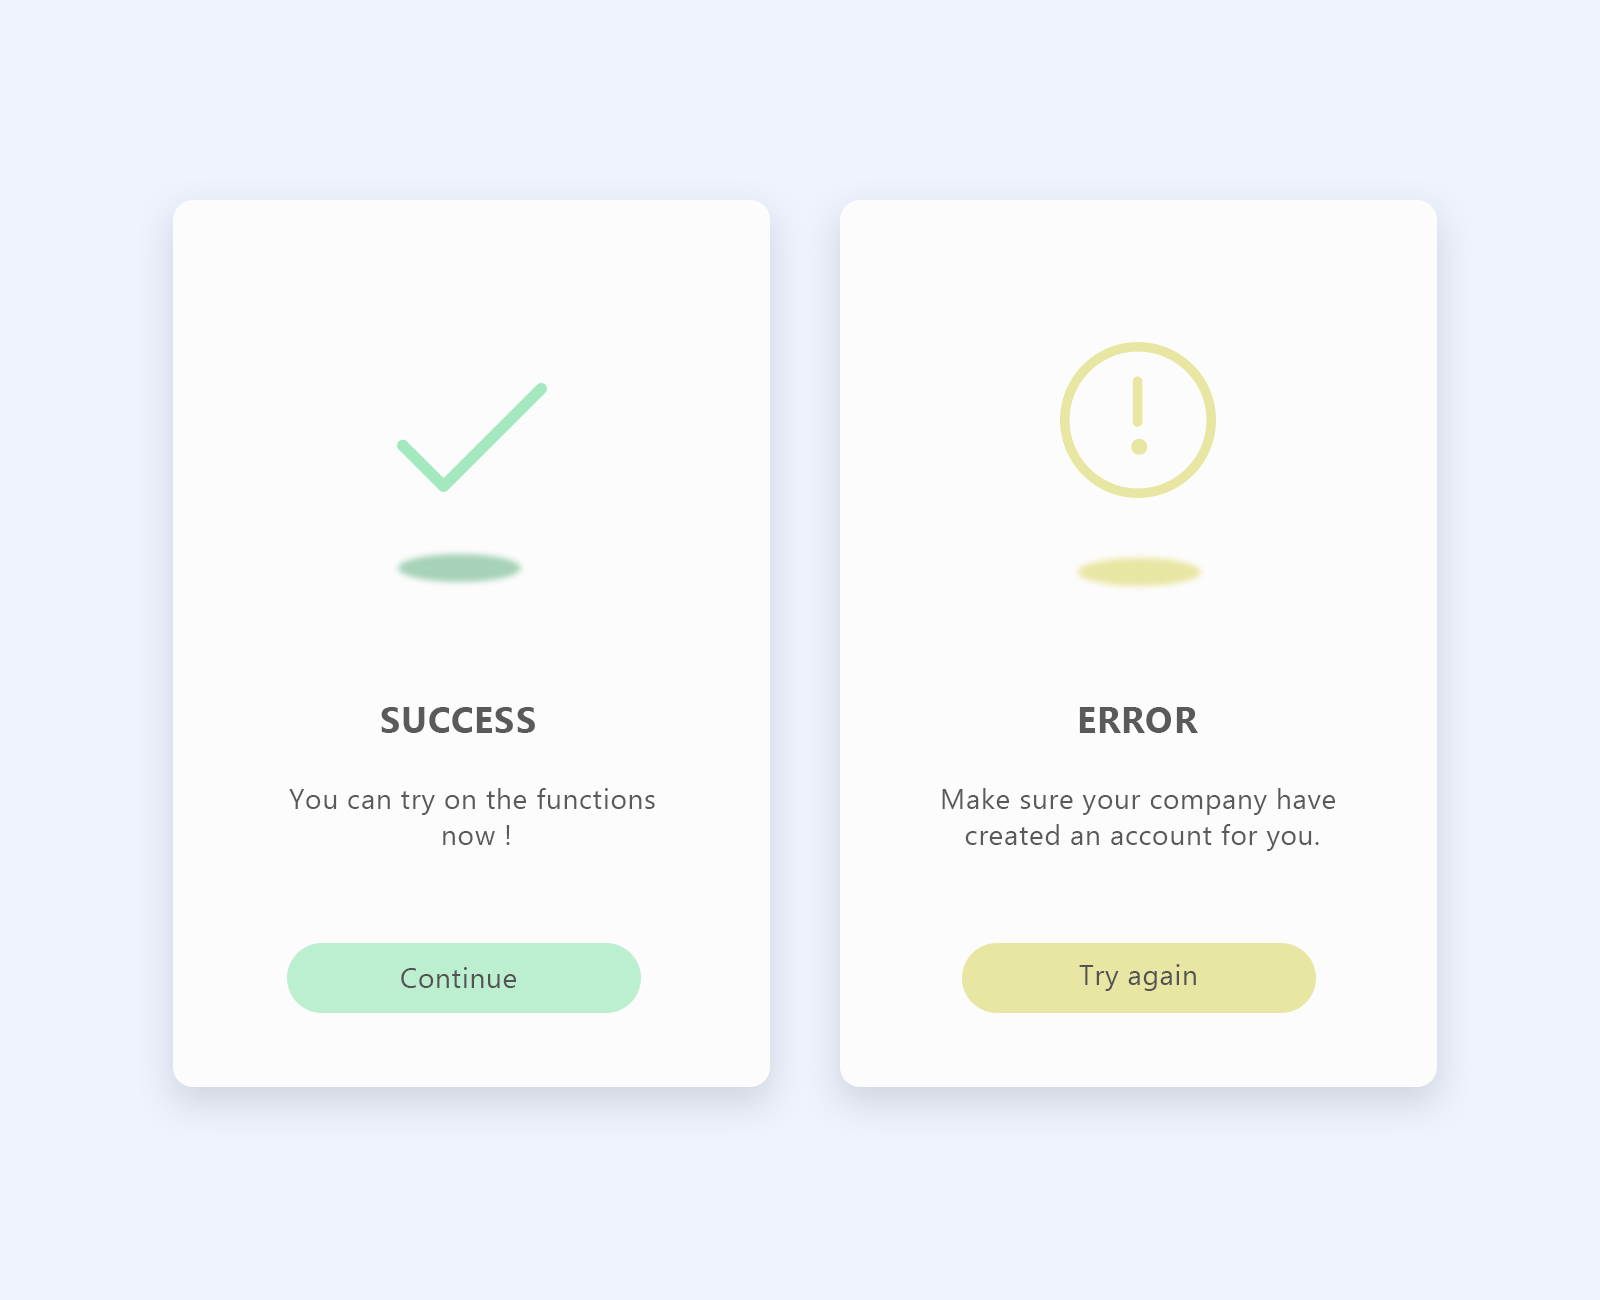 SUCCESS
You can try on the functions
now !
Continue
ERROR
Make sure your company have
created an account for you.
Try again